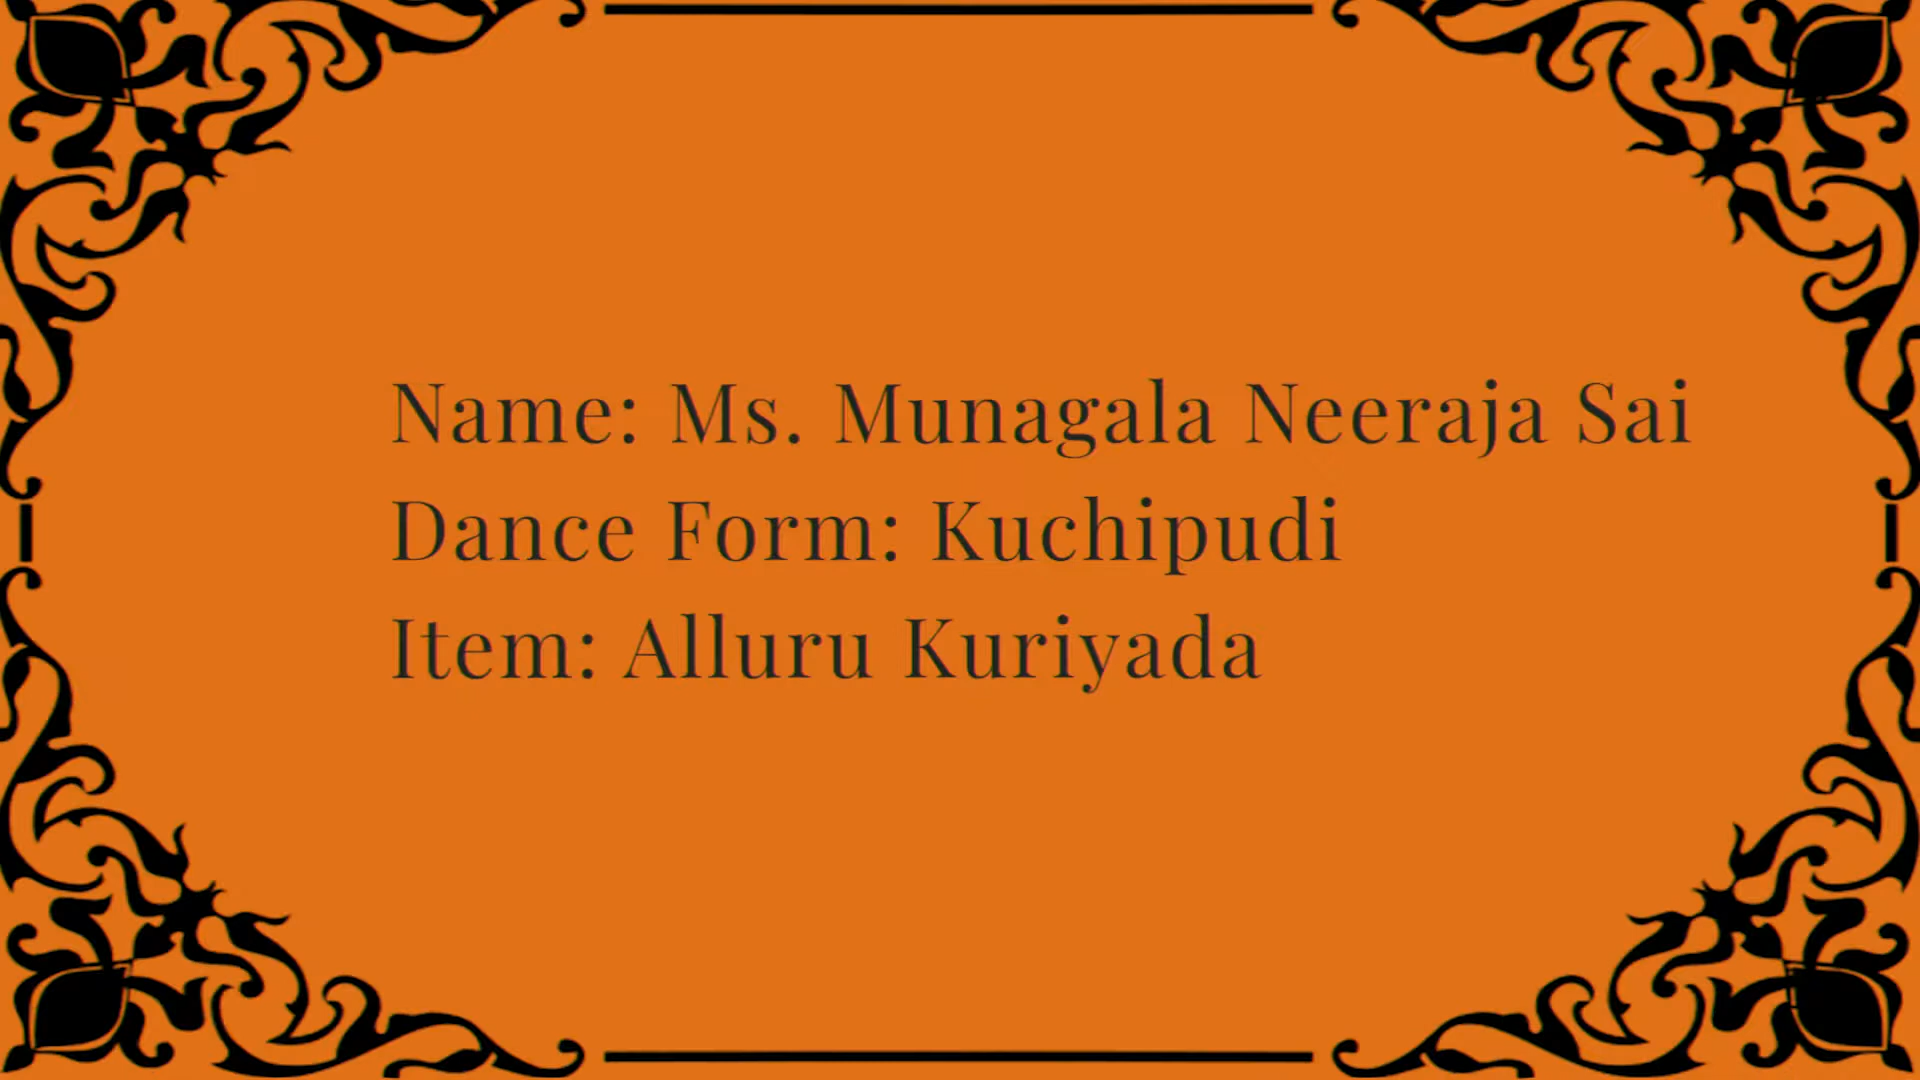 Name: Ms. Munagala Neeraja Sai
Dance Form: Kuchipudi
Item: Alluru Kuriyada